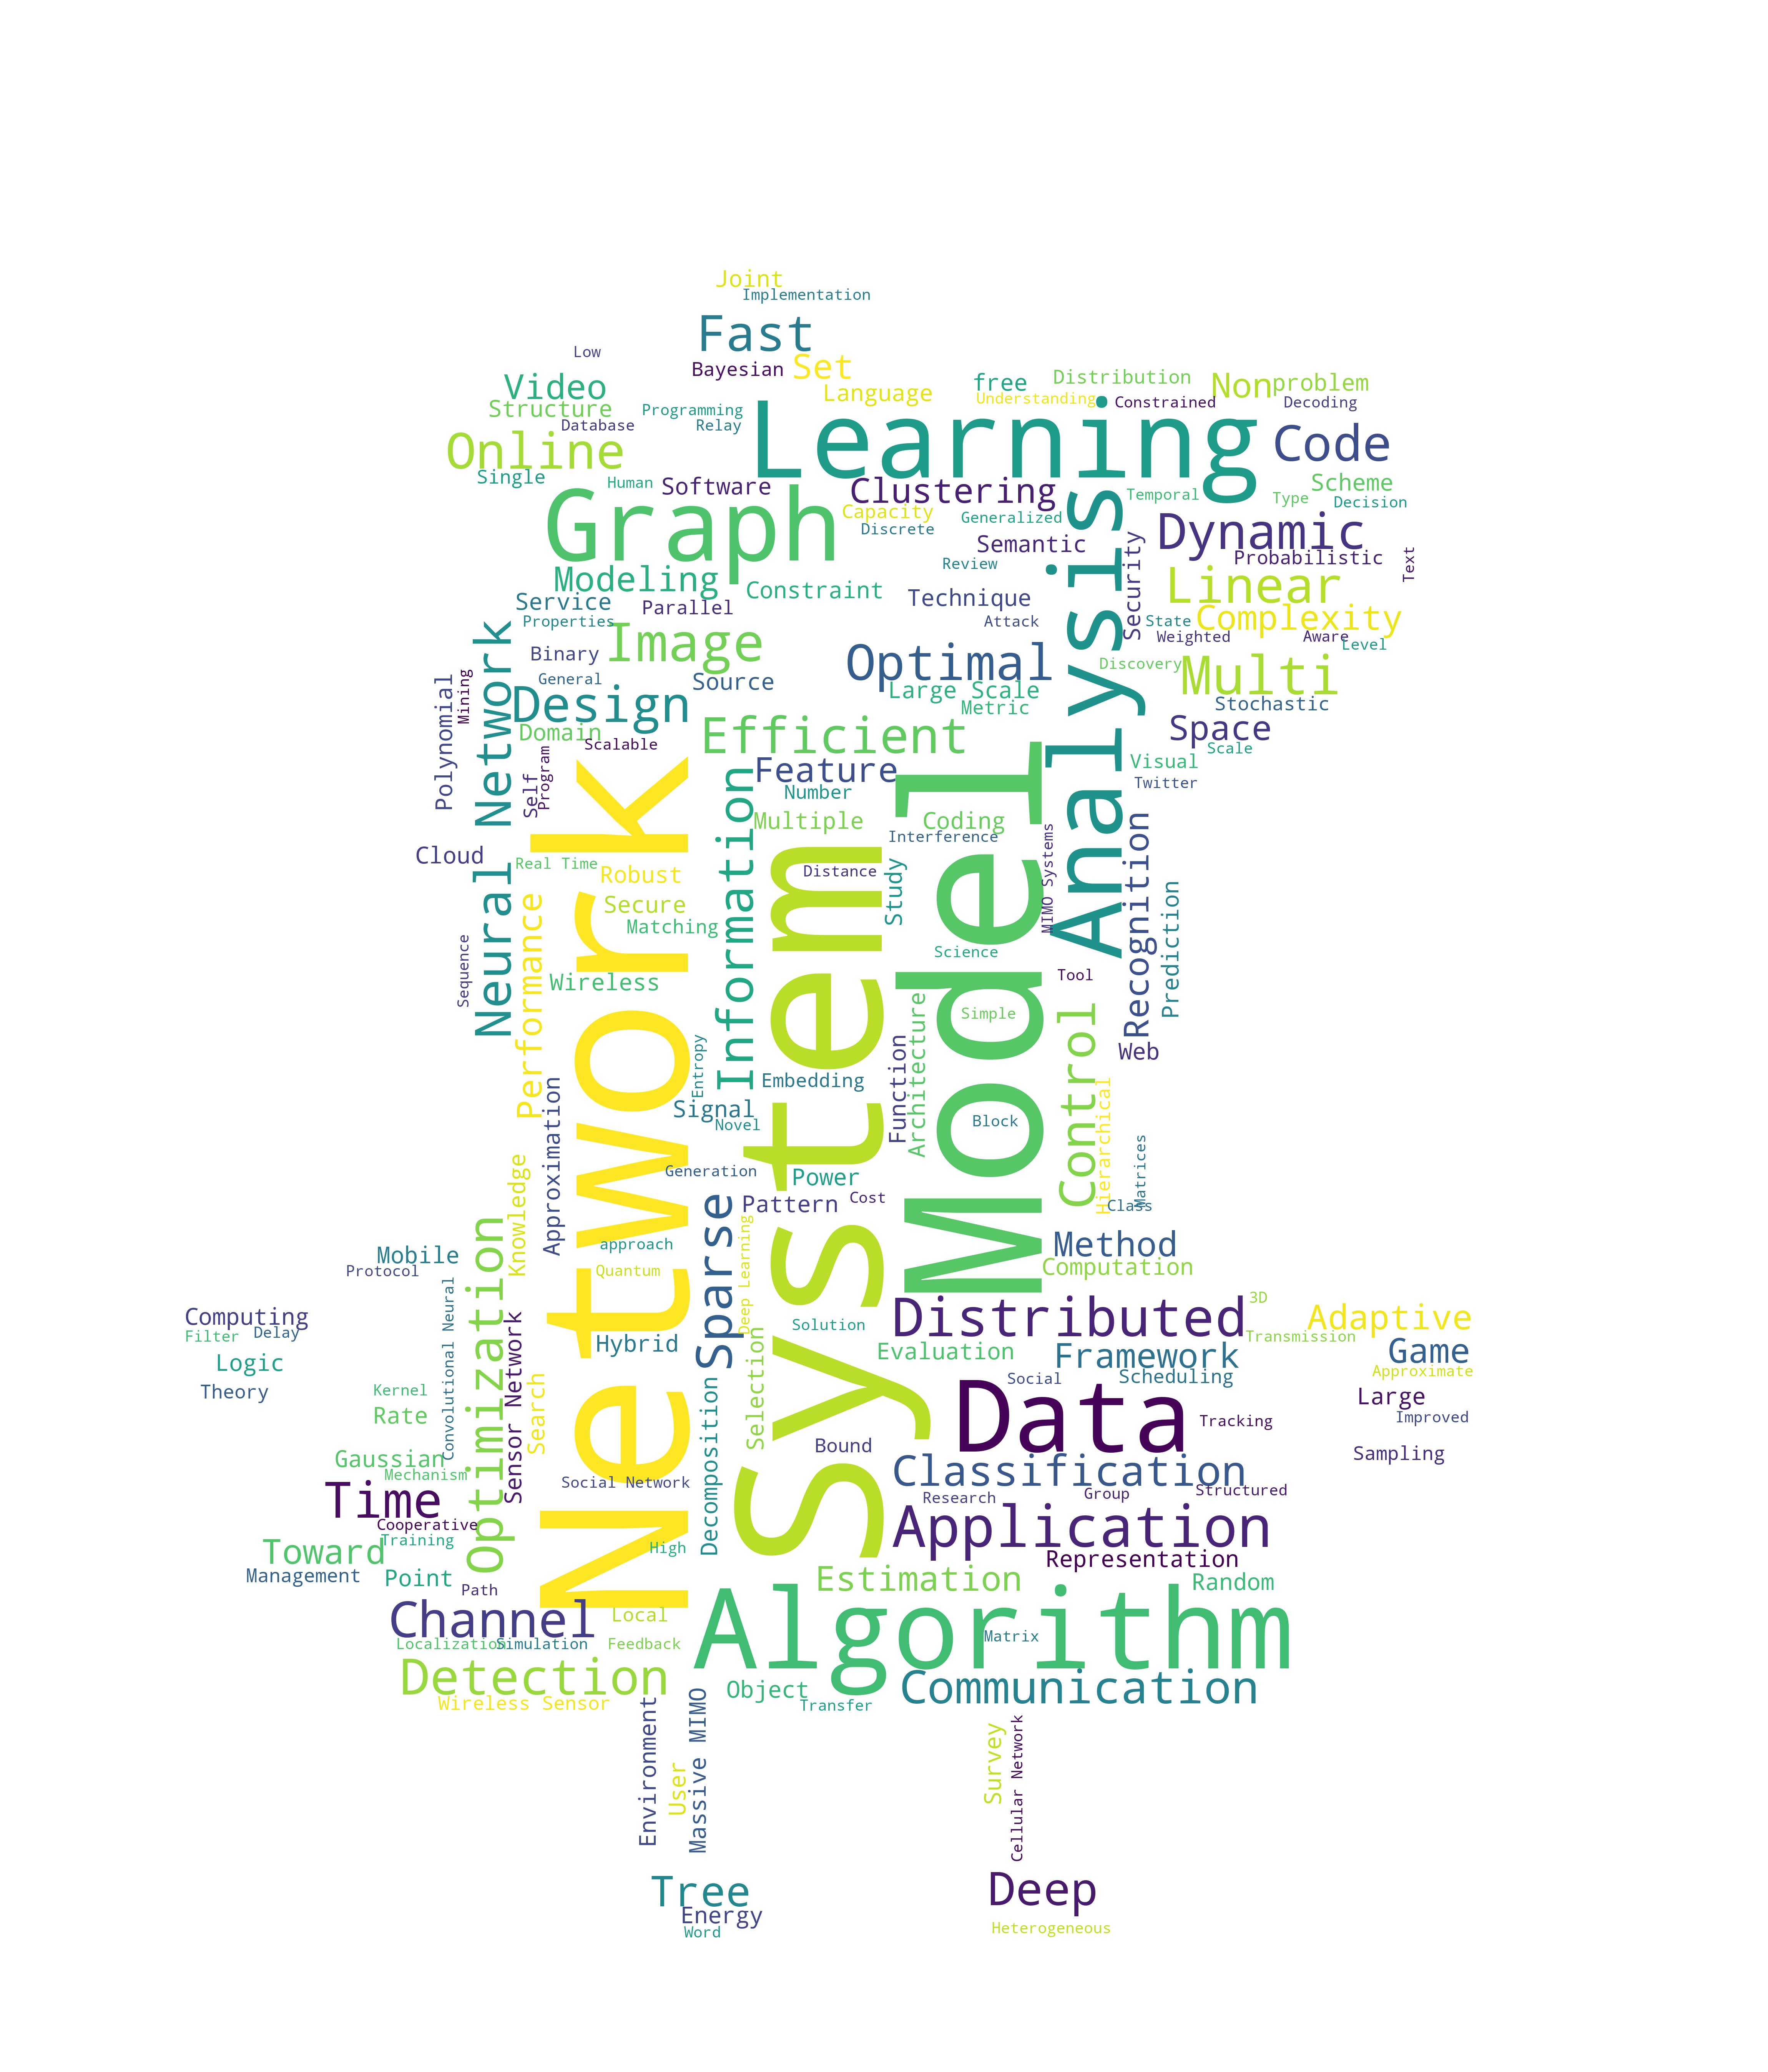 Joint
Implementation
Fast
Low
Bayesian
Set
Video
Language
free
Distribution
Non
problem
Structure
Programming
Understanding
Constrained
Decoding
Database
Relay
Learning
Online
Code
Single
Human
Software
Clustering
Temporal
Type
Scheme
Decision
Graph
Capacity
Generalized
Discrete
Dynamic
Semantic
Security
Probabilistic
Text
Review
Modeling
Constraint
Linear
Service
Parallel
Technique
Properties
Attack
State
Complexity
Weighted
Aware
Level
Image
Binary
Optimal
Discovery
General
Source
Multi
Polynomial
Mining
Neural Network
Design
Large Scale
Metric
Stochastic
Analysis
Domain
Scalable
Efficient
Space
Scale
Self
Program
Feature
Visual
Number
Twitter
Network
Information
Multiple
Coding
Interference
Cloud
Real Time
Robust
Distance
Study
Model
MIMO Systems
Recognition
Secure
Matching
System
Prediction
Sequence
Performance
Science
Wireless
Tool
Simple
Architecture
Function
Control
Web
Entropy
Embedding
Signal
Novel
Block
Hierarchical
Approximation
Matrices
Knowledge
Generation
Power
Pattern
Cost
Class
Sparse
Deep Learning
Mobile
Protocol
approach
Quantum
Method
Computation
Optimization
Convolutional Neural
Computing
Filter
Delay
Sensor Network
Hybrid
Solution
Distributed
3D
Transmission
Adaptive
Logic
Theory
Kernel
Rate
Search
Decomposition
Selection
Evaluation
Framework
Game
Social
Scheduling
Approximate
Data
Large
Improved
Tracking
Gaussian
Mechanism
Bound
Sampling
Time
Social Network
Classification
Research
Group
Structured
Cooperative
Training
Application
Toward
High
Representation
Management
Point
Path
Estimation
Random
Channel
Local
Algorithm
Matrix
Localization
Simulation
Feedback
Detection
Wireless Sensor
Object
Transfer
Communication
Environment
User
Massive MIMO
Survey
Cellular Network
Tree
Deep
Energy
Word
Heterogeneous